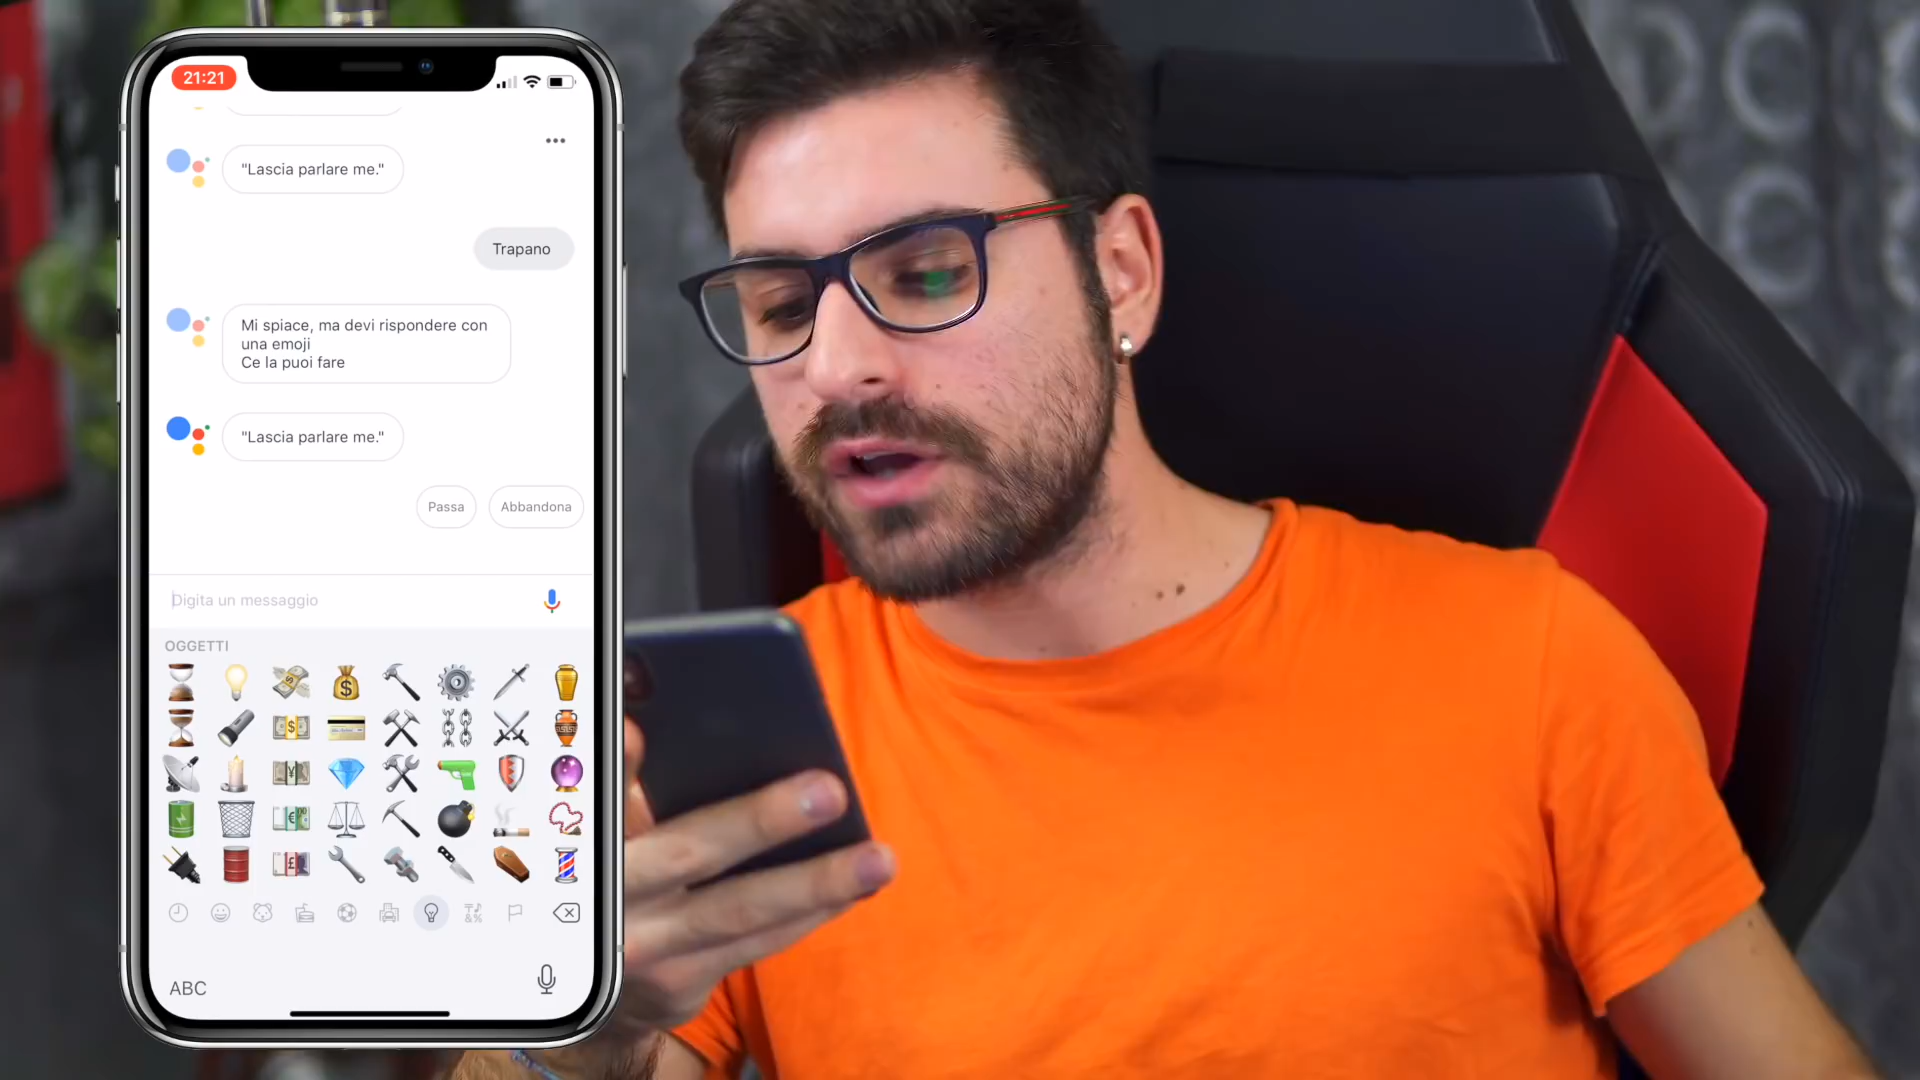 21:21
"Lascia parlare me."
Trapano
Mi spiace, ma devi rispondere con
una emoji
Ce la puoi fare
"Lascia parlare me."
Passa
Abbandona
Digita un messaggio
OGGETTI
ABC